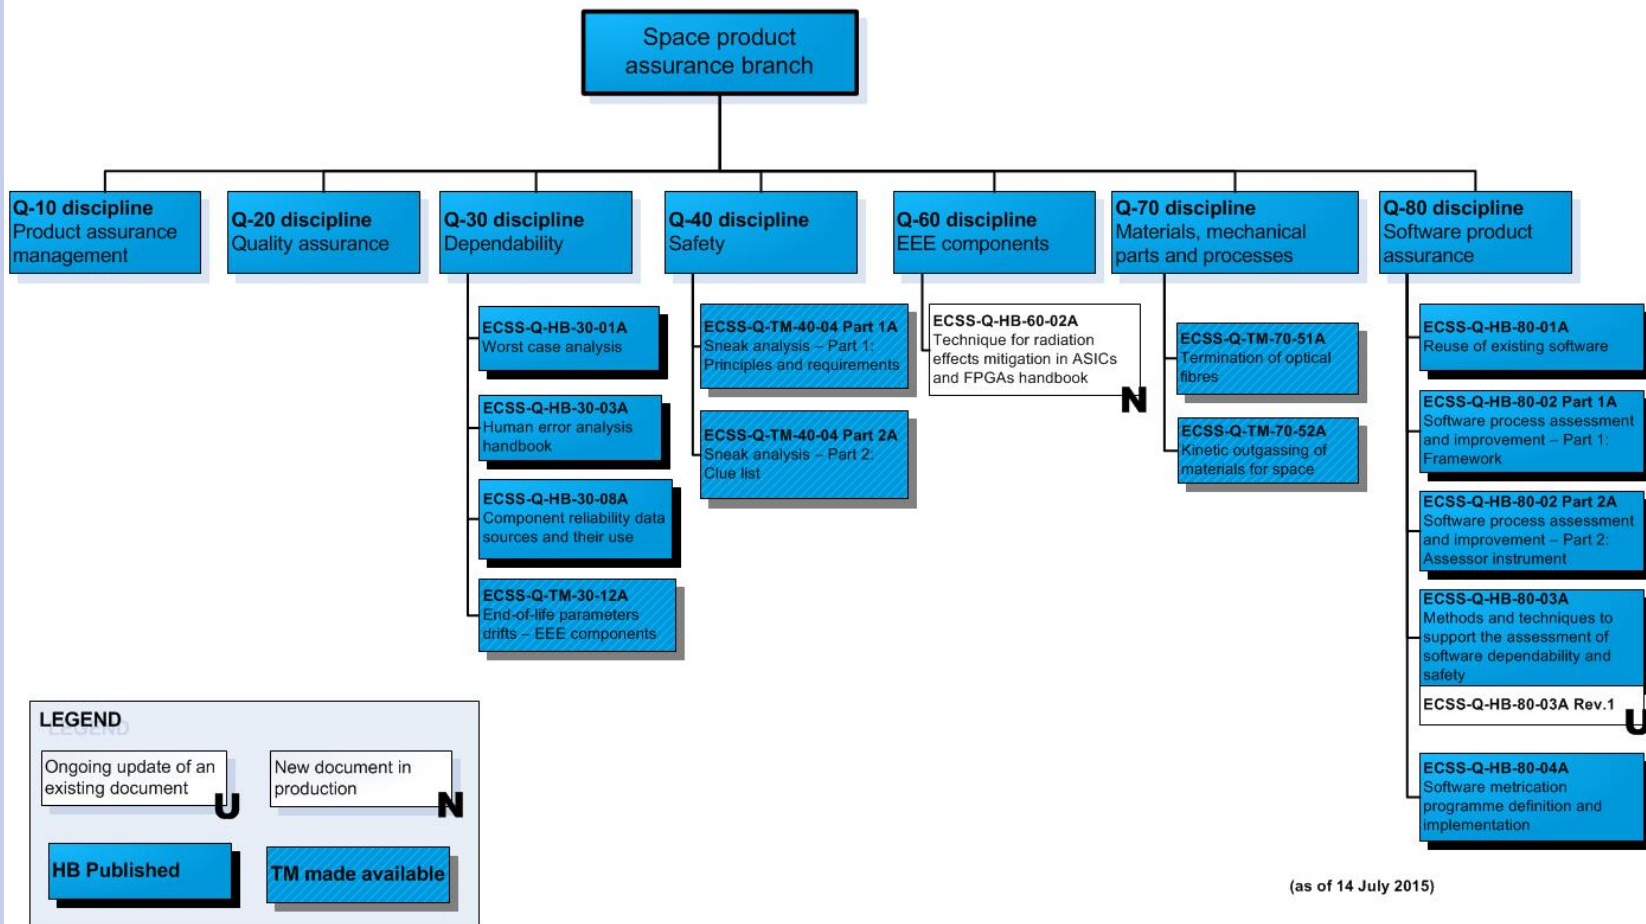 Space product
assurance branch
Q-10 discipline
Product assurance
management
Q-20 discipline
Quality assurance
Q-30 discipline
Dependability
Q-40 discipline
Safety
Q-60 discipline
EEE components
Q-70 discipline
Materials, mechanical
parts and processes
Q-80 discipline
Software product
assurance
ECSS-Q-HB-30-01A
Worst case analysis
ECSS-Q-HB-30-03A
Human error analysis
handbook
ECSS-Q-HB-30-08A
Component reliability data
sources and their use
ECSS-Q-TM-30-12A
End-of-life parameters
drifts – EEE components
ECSS-Q-TM-40-04 Part 1A
Sneak analysis – Part 1:
Principles and requirements
ECSS-Q-TM-40-04 Part 2A
Sneak analysis – Part 2:
Clue list
ECSS-Q-HB-60-02A
Technique for radiation
effects mitigation in ASICs
and FPGAs handbook
N
ECSS-Q-TM-70-51A
Termination of optical
fibres
ECSS-Q-TM-70-52A
Kinetic outgassing of
materials for space
ECSS-Q-HB-80-01A
Reuse of existing software
ECSS-Q-HB-80-02 Part 1A
Software process assessment
and improvement – Part 1:
Framework
ECSS-Q-HB-80-02 Part 2A
Software process assessment
and improvement – Part 2:
Assessor instrument
ECSS-Q-HB-80-03A
Methods and techniques to
support the assessment of
software dependability and
safety
ECSS-Q-HB-80-03A Rev.1
U
ECSS-Q-HB-80-04A
Software metrication
programme definition and
implementation
LEGEND
Ongoing update of an
existing document
U
New document in
production
N
HB Published
TM made available
(as of 14 July 2015)